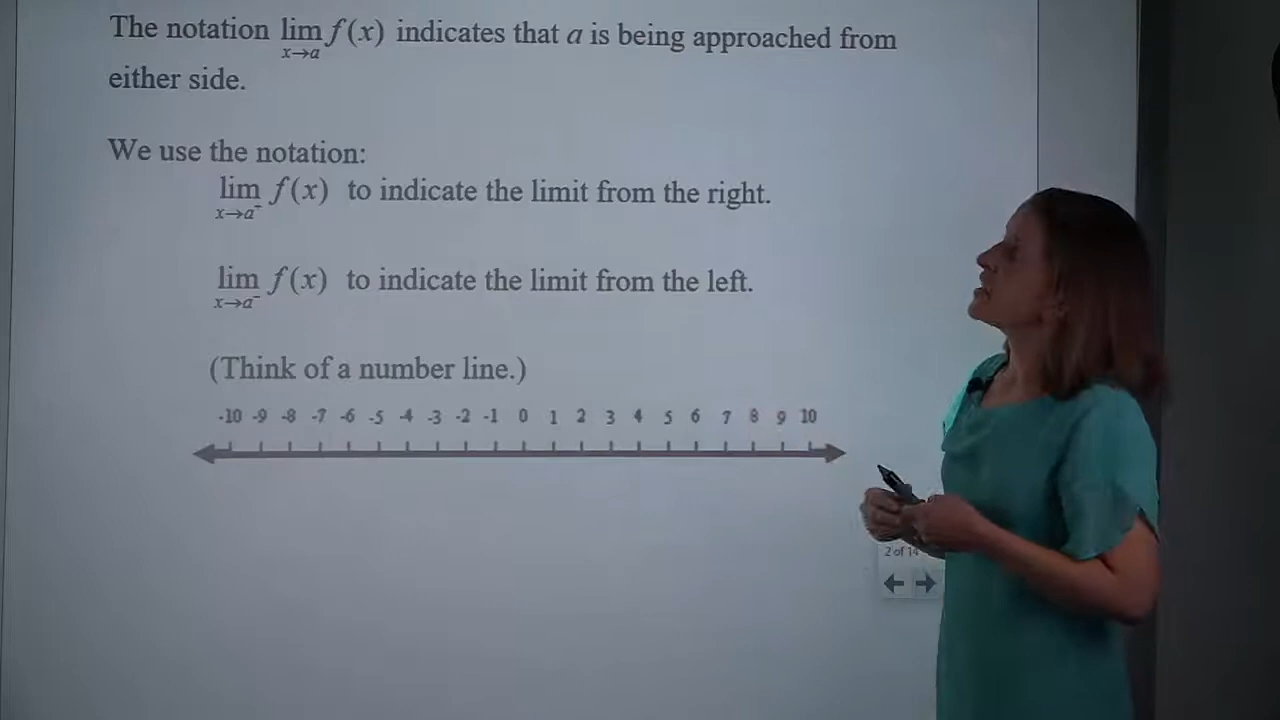 The notation lim f(x) indicates that a is being approached from
x→a
either side.
We use the notation:
lim f(x) to indicate the limit from the right.
x→a⁻
lim f(x) to indicate the limit from the left.
x→a⁻
(Think of a number line.)
-10 -9 -8 -7 -6 -5 -4 -3 -2 -1 0 1 2 3 4 5 6 7 8 9 10
2 of 14